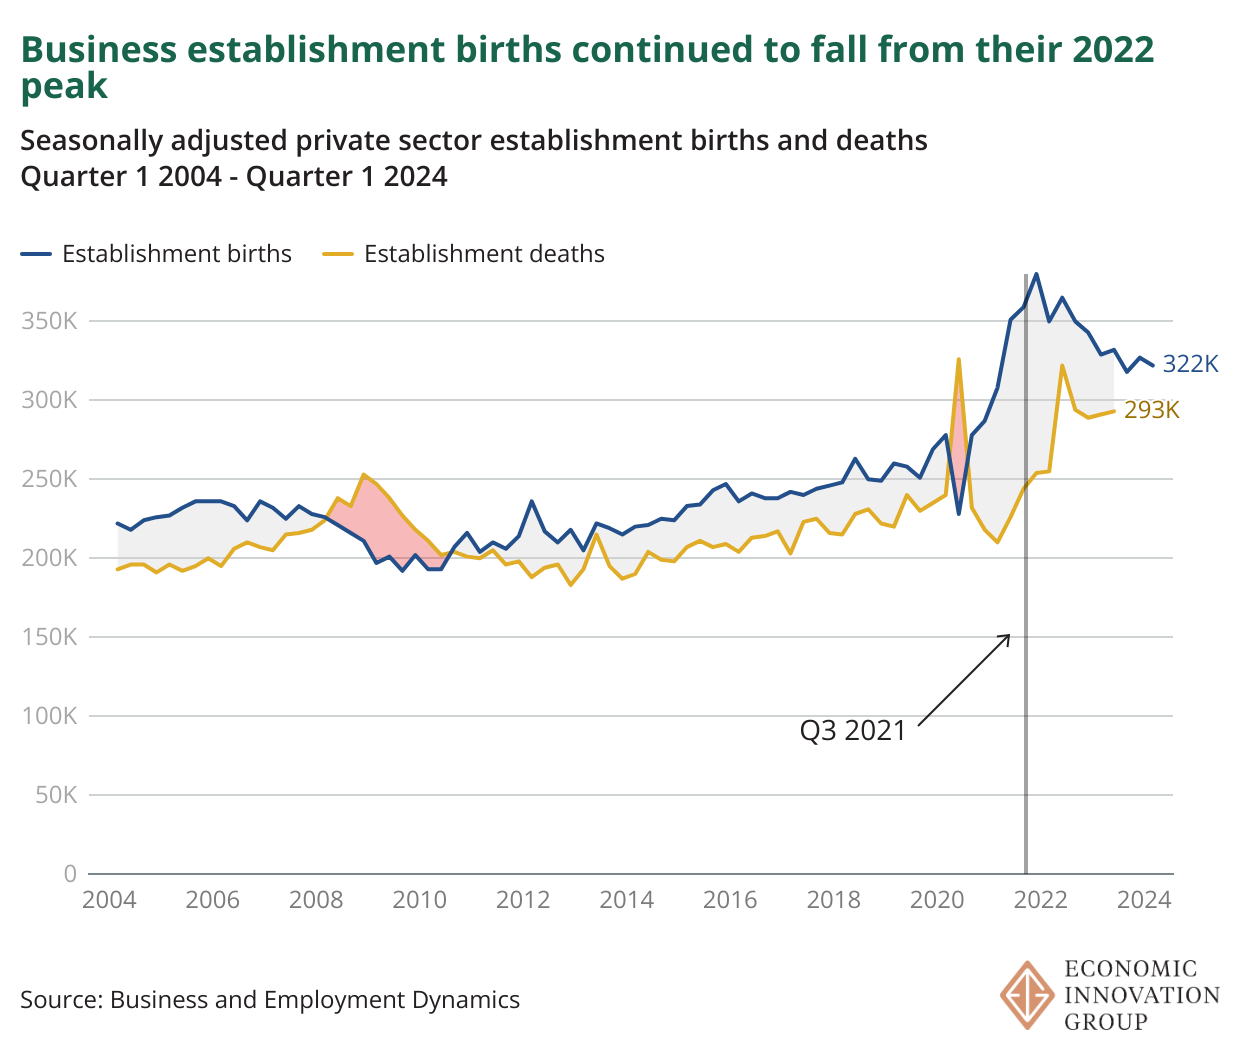 Business establishment births continued to fall from their 2022
peak
Seasonally adjusted private sector establishment births and deaths
Quarter 1 2004 - Quarter 1 2024
Establishment births
Establishment deaths
350K
300K
250K
200K
150K
100K
50K
0
322K
293K
Q3 2021
2004 2006 2008 2010 2012 2014 2016 2018 2020 2022 2024
Source: Business and Employment Dynamics
ECONOMIC
INNOVATION
GROUP